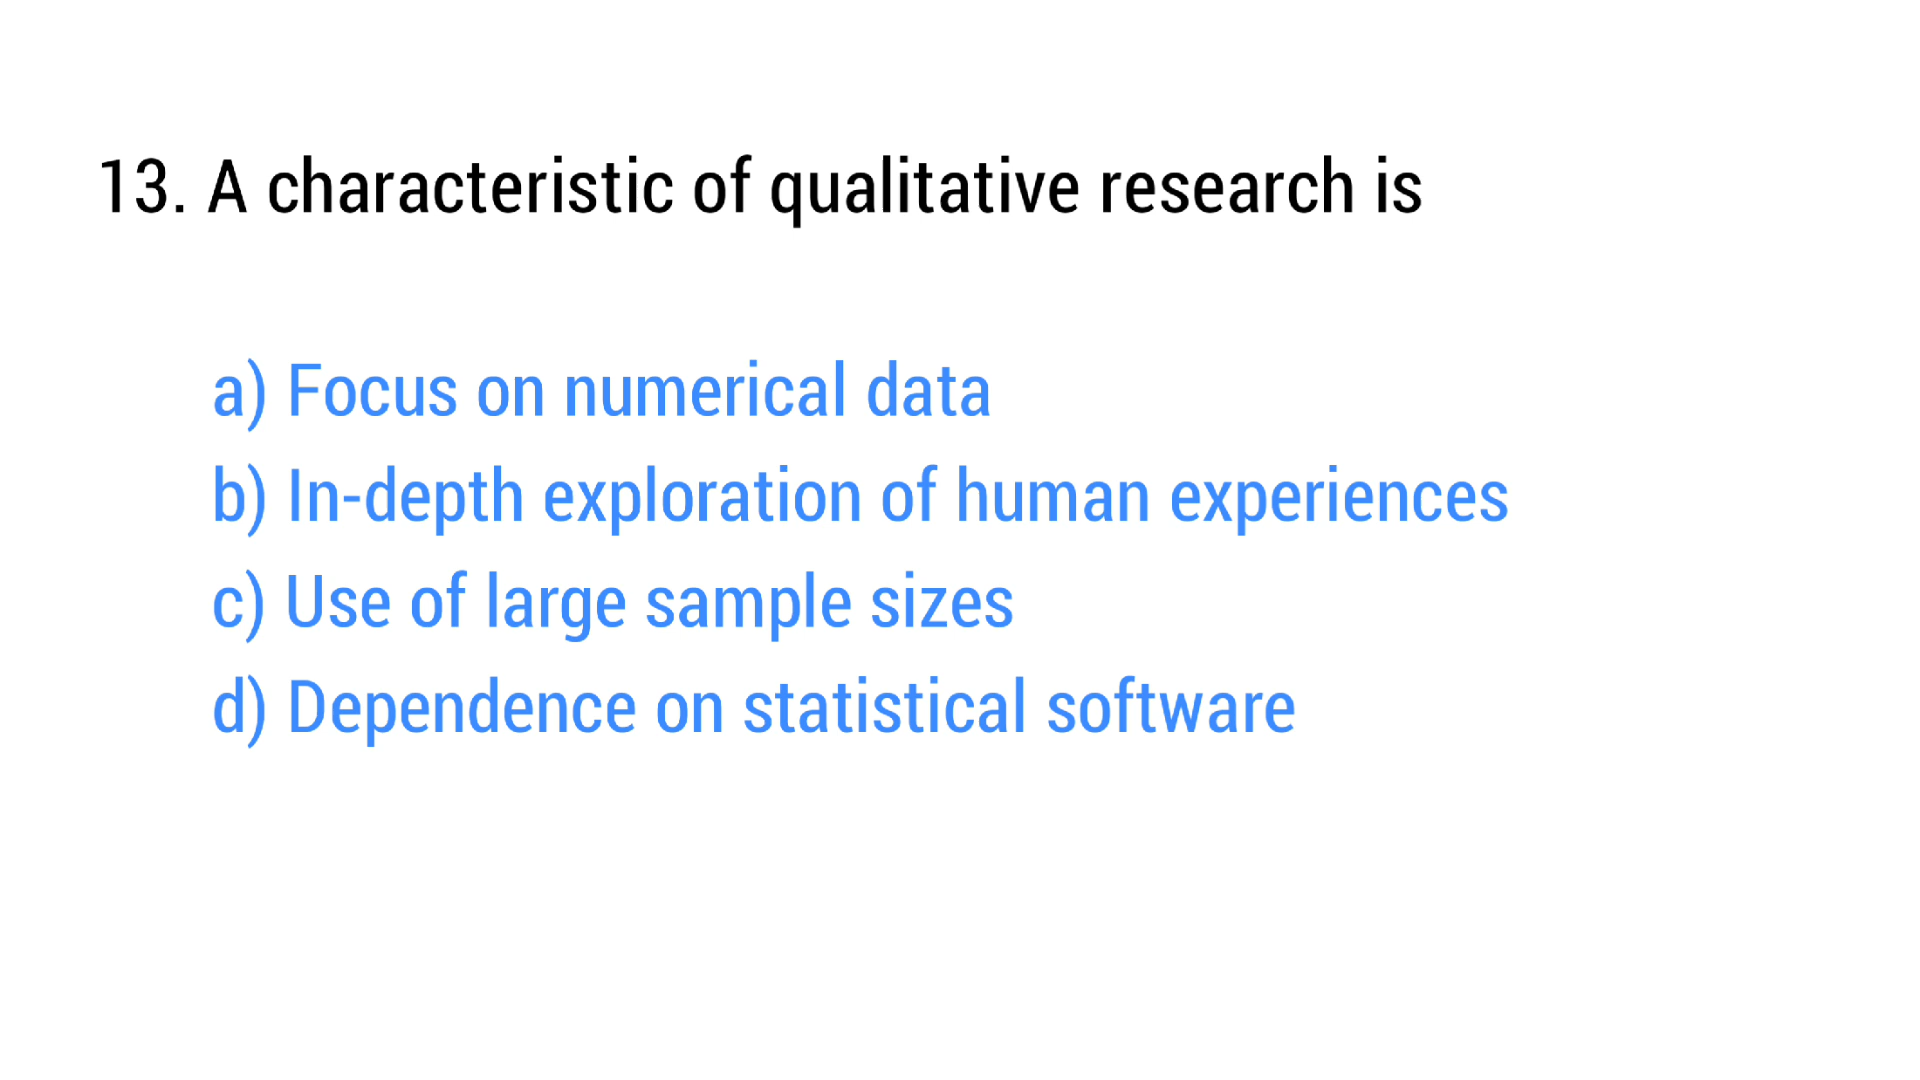 13. A characteristic of qualitative research is
a) Focus on numerical data
b) In-depth exploration of human experiences
c) Use of large sample sizes
d) Dependence on statistical software